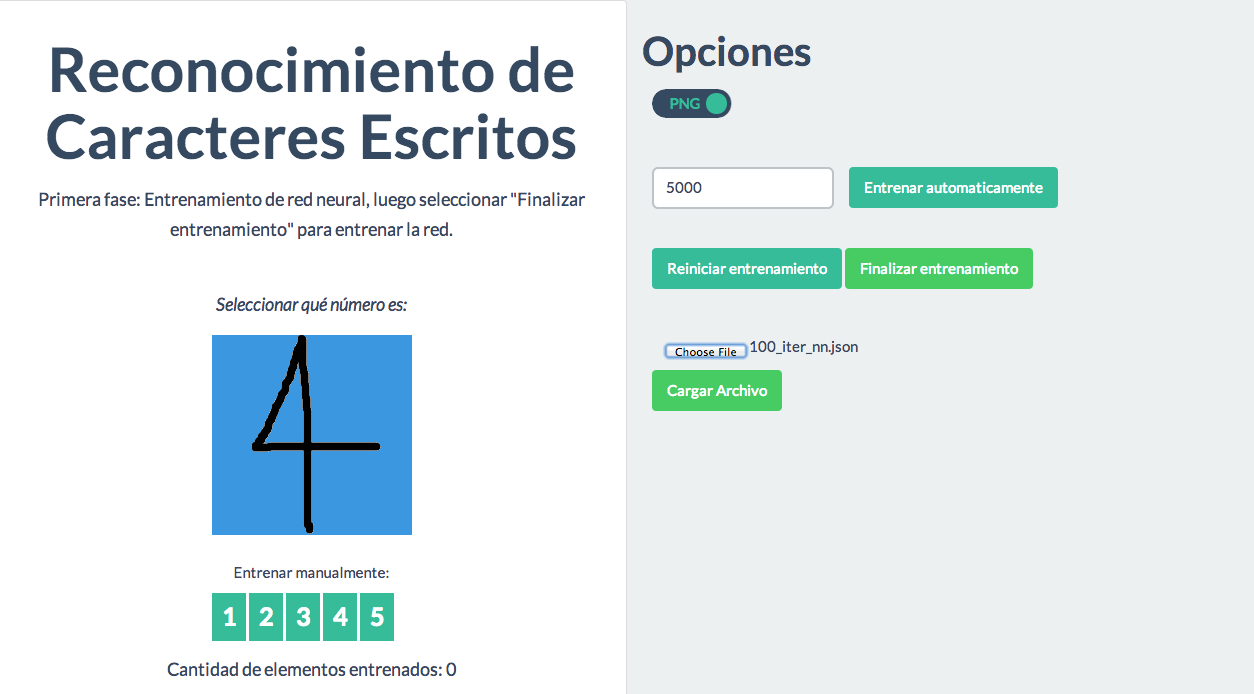 Reconocimiento de
Caracteres Escritos
Primera fase: Entrenamiento de red neural, luego seleccionar "Finalizar
entrenamiento" para entrenar la red.
Seleccionar qué número es:
4
Entrenar manualmente:
1 2 3 4 5
Cantidad de elementos entrenados: 0
Opciones
PNG
5000 Entrenar automaticamente
Reiniciar entrenamiento Finalizar entrenamiento
Choose File 100_iter_nn.json
Cargar Archivo